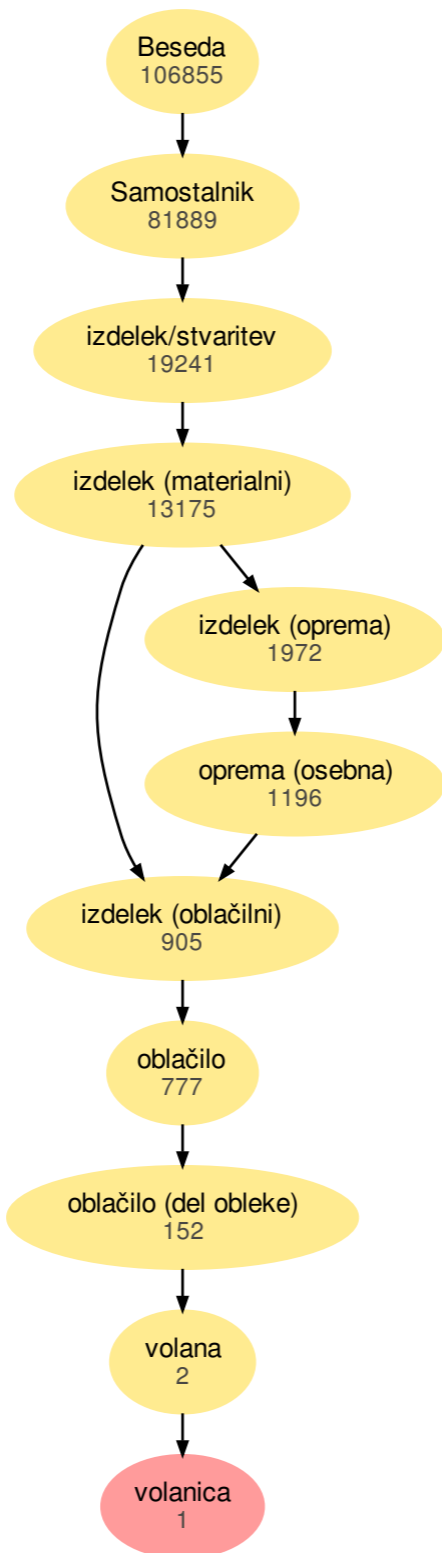 Beseda
106855
Samostalnik
81889
izdelek/stvaritev
19241
izdelek (materialni)
13175
izdelek (oprema)
1972
oprema (osebna)
1196
izdelek (oblačilni)
905
oblačilo
777
oblačilo (del obleke)
152
volana
2
volanica
1